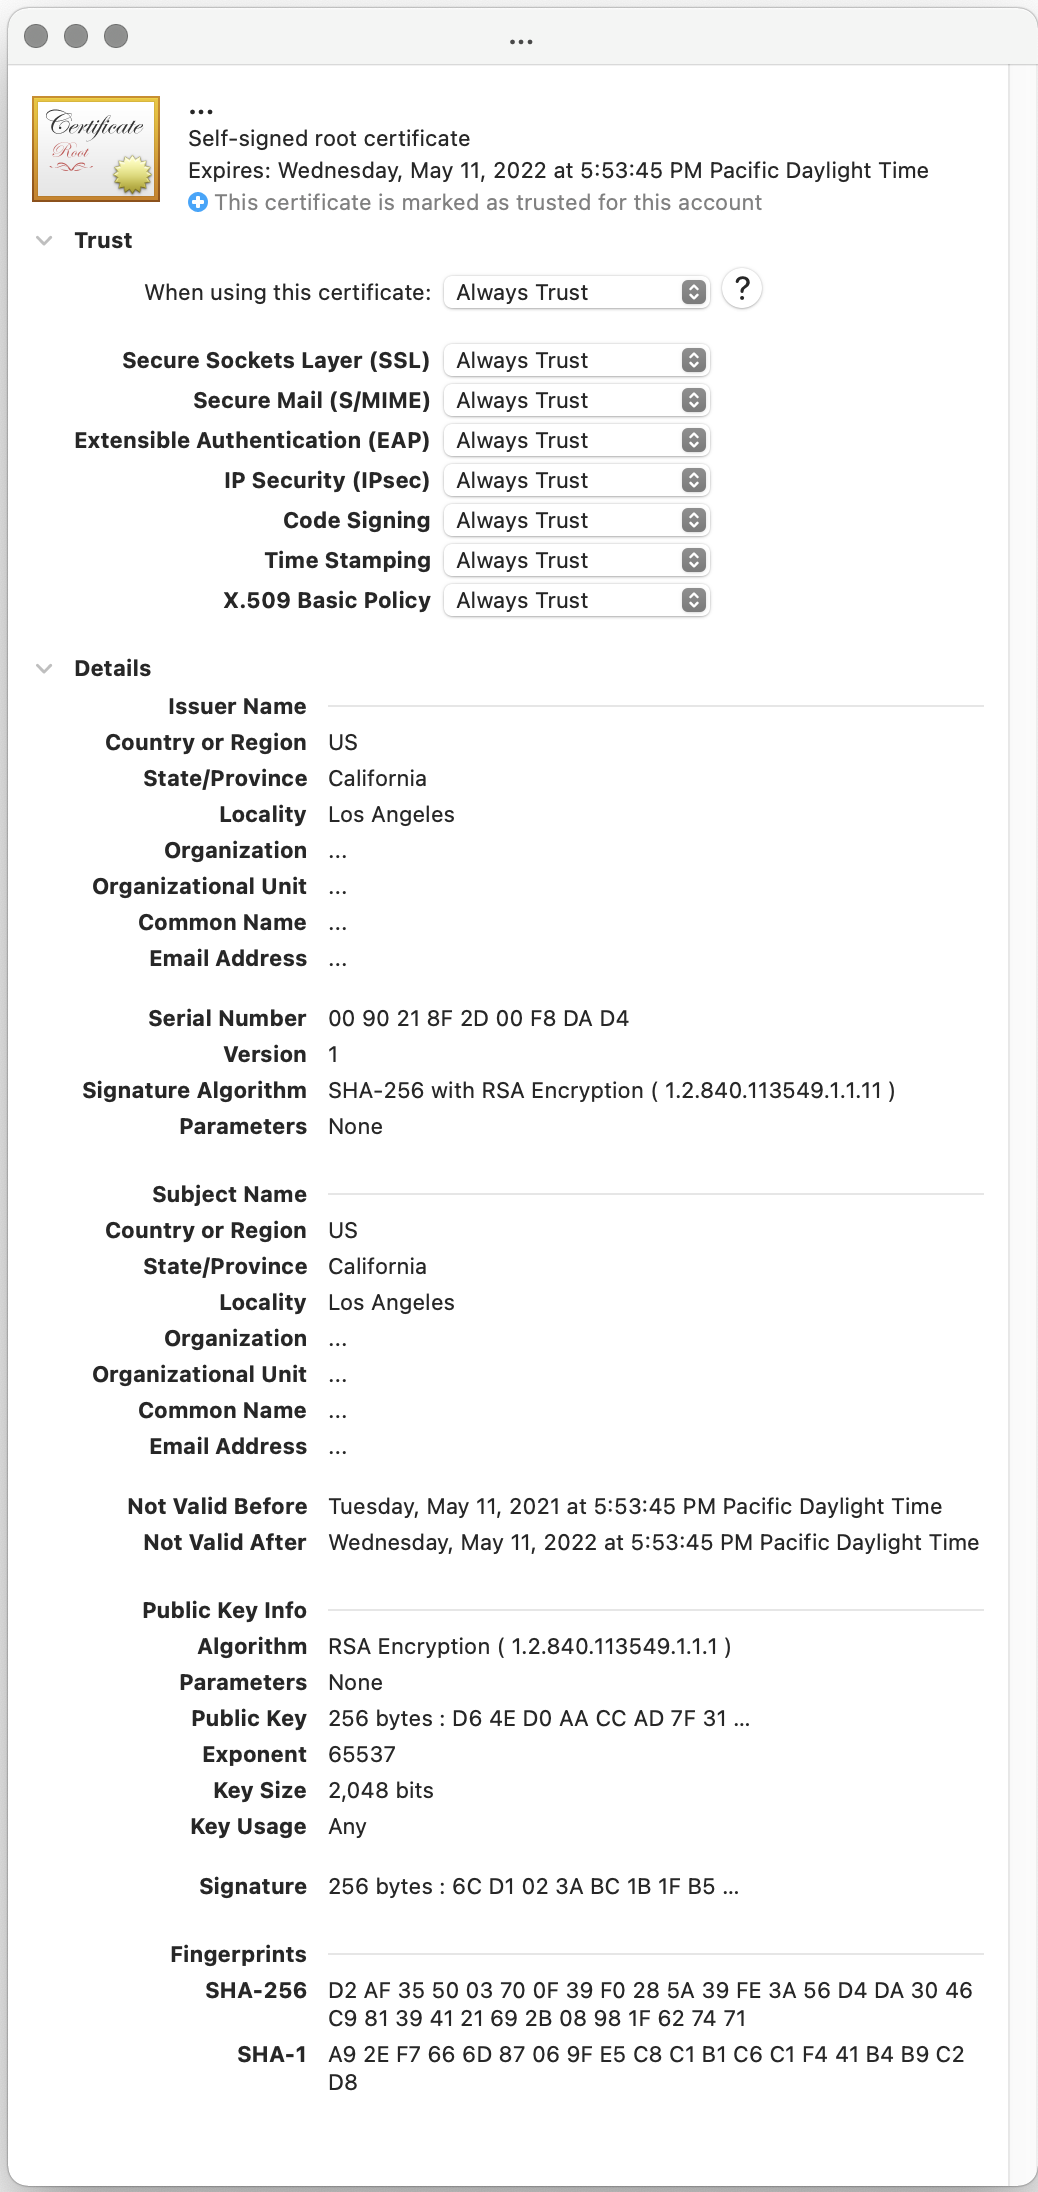 ...
Certificate
Root
...
Self-signed root certificate
Expires: Wednesday, May 11, 2022 at 5:53:45 PM Pacific Daylight Time
This certificate is marked as trusted for this account
Trust
When using this certificate: Always Trust ?
Secure Sockets Layer (SSL) Always Trust
Secure Mail (S/MIME) Always Trust
Extensible Authentication (EAP) Always Trust
IP Security (IPsec) Always Trust
Code Signing Always Trust
Time Stamping Always Trust
X.509 Basic Policy Always Trust
Details
Issuer Name
Country or Region US
State/Province California
Locality Los Angeles
Organization ...
Organizational Unit ...
Common Name ...
Email Address ...
Serial Number 00 90 21 8F 2D 00 F8 DA D4
Version 1
Signature Algorithm SHA-256 with RSA Encryption ( 1.2.840.113549.1.1.11 )
Parameters None
Subject Name
Country or Region US
State/Province California
Locality Los Angeles
Organization ...
Organizational Unit ...
Common Name ...
Email Address ...
Not Valid Before Tuesday, May 11, 2021 at 5:53:45 PM Pacific Daylight Time
Not Valid After Wednesday, May 11, 2022 at 5:53:45 PM Pacific Daylight Time
Public Key Info
Algorithm RSA Encryption ( 1.2.840.113549.1.1.1 )
Parameters None
Public Key 256 bytes : D6 4E D0 AA CC AD 7F 31 ...
Exponent 65537
Key Size 2,048 bits
Key Usage Any
Signature 256 bytes : 6C D1 02 3A BC 1B 1F B5 ...
Fingerprints
SHA-256 D2 AF 35 50 03 70 0F 39 F0 28 5A 39 FE 3A 56 D4 DA 30 46
C9 81 39 41 21 69 2B 08 98 1F 62 74 71
SHA-1 A9 2E F7 66 6D 87 06 9F E5 C8 C1 B1 C6 C1 F4 41 B4 B9 C2
D8